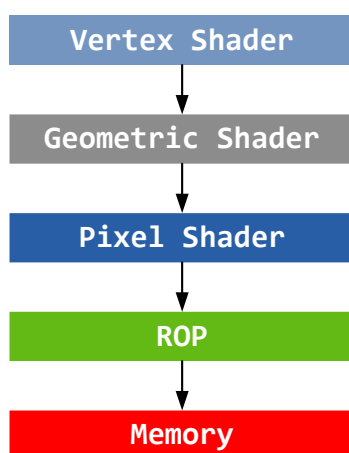 Vertex Shader
Geometric Shader
Pixel Shader
ROP
Memory